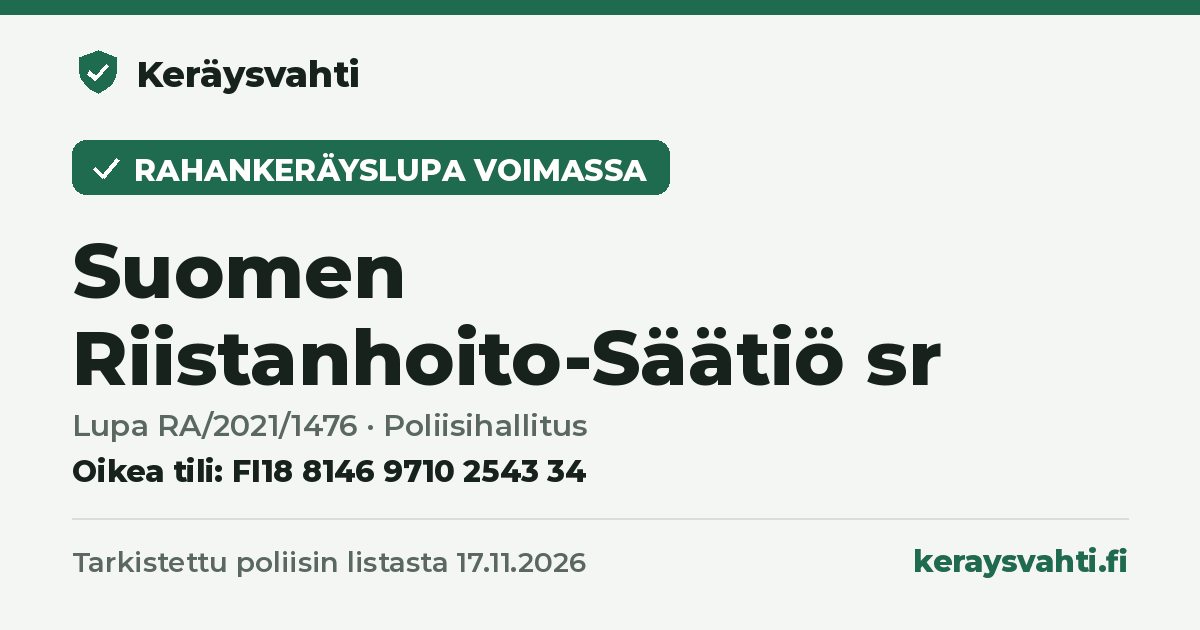 Keräysvahti
RAHANKERÄYSLUPA VOIMASSA
Suomen
Riistanhoito-Säätiö sr
Lupa RA/2021/1476 · Poliisihallitus
Oikea tili: FI18 8146 9710 2543 34
Tarkistettu poliisin listasta 17.11.2026
keraysvahti.fi